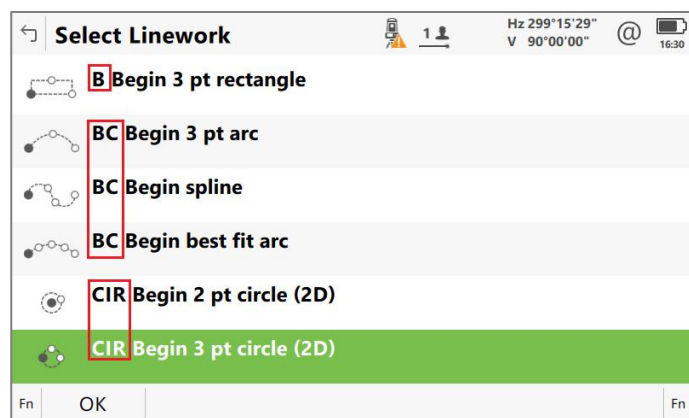 Select Linework
1
Hz 299°15'29"
V 90°00'00"
@
16:30
B Begin 3 pt rectangle
BC Begin 3 pt arc
BC Begin spline
BC Begin best fit arc
CIR Begin 2 pt circle (2D)
CIR Begin 3 pt circle (2D)
Fn OK Fn